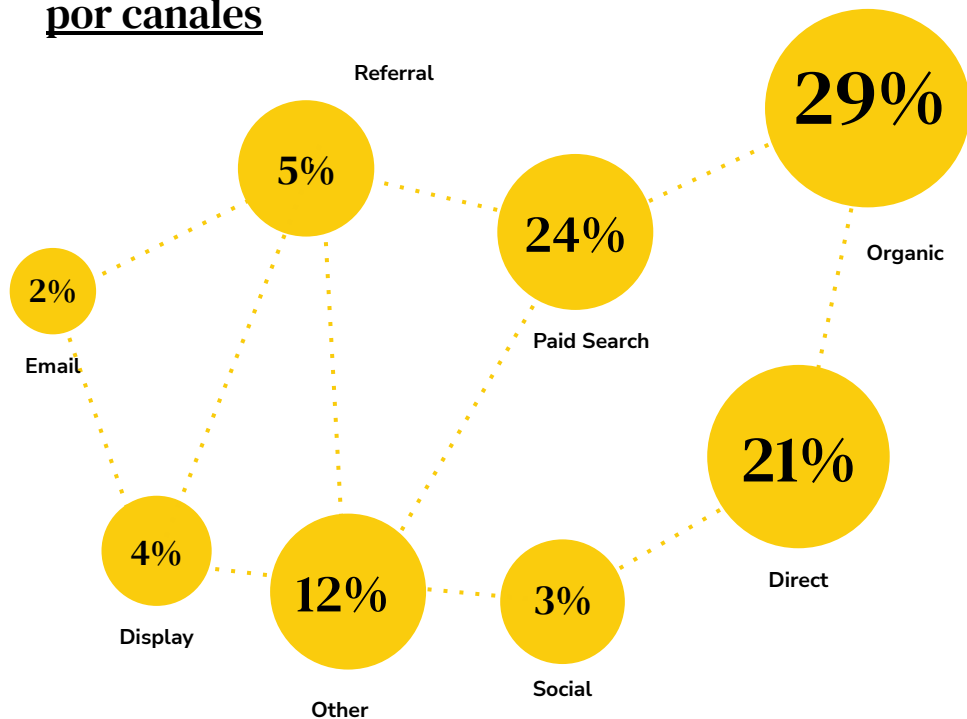 por canales
Referral
29%
5%
24%
Organic
2%
Paid Search
Email
21%
4%
12%
3%
Direct
Display
Social
Other